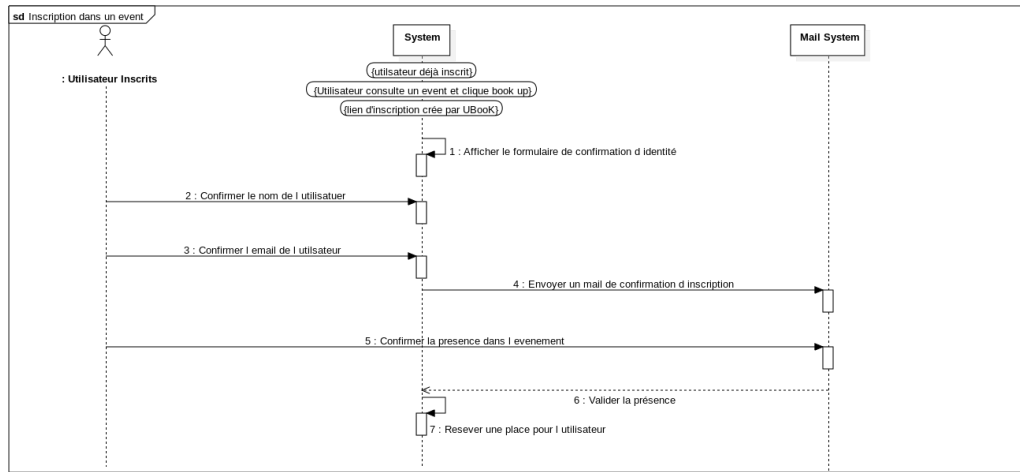 sd Inscription dans un event
System
Mail System
: Utilisateur Inscrits
{utilsateur déjà inscrit}
{Utilisateur consulte un event et clique book up}
{lien d'inscription crée par UBooK}
1 : Afficher le formulaire de confirmation d identité
2 : Confirmer le nom de l utilisatuer
3 : Confirmer l email de l utilsateur
4 : Envoyer un mail de confirmation d inscription
5 : Confirmer la presence dans l evenement
6 : Valider la présence
7 : Resever une place pour l utilisateur